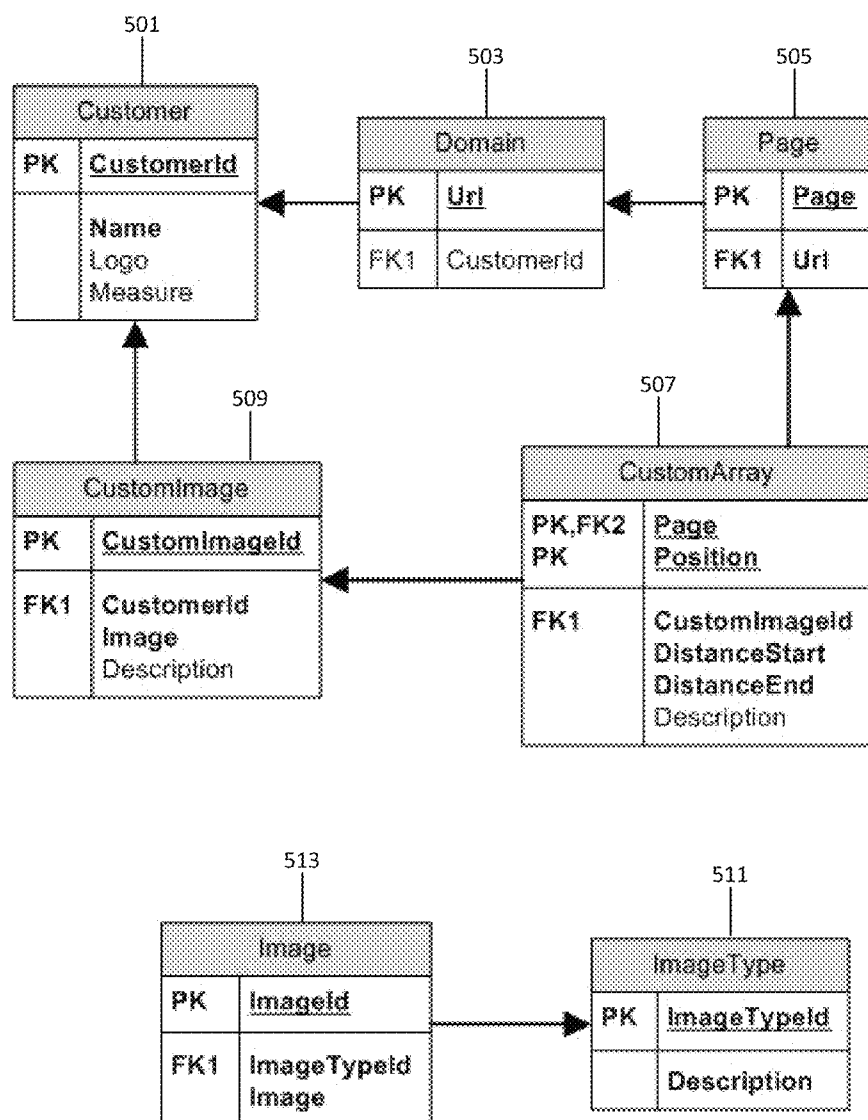 501
503
505
Customer
PK CustomerId
Name
Logo
Measure
Domain
PK Url
FK1 CustomerId
Page
PK Page
FK1 Url
509
507
CustomImage
PK CustomImageId
FK1 CustomerId
Image
Description
CustomArray
PK,FK2 Page
PK Position
FK1 CustomImageId
DistanceStart
DistanceEnd
Description
513
511
Image
PK ImageId
FK1 ImageTypeId
Image
ImageType
PK ImageTypeId
Description